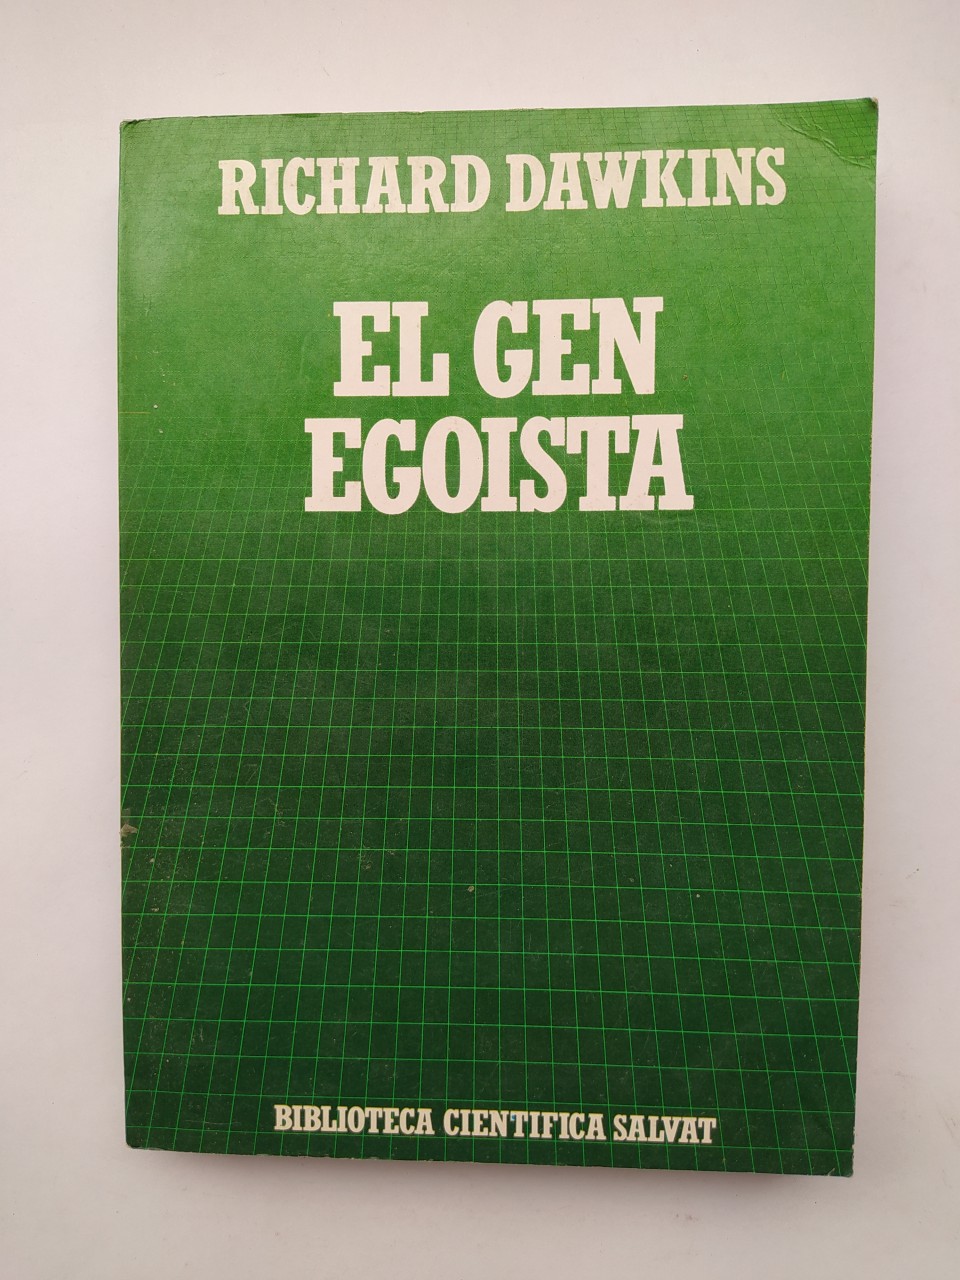 RICHARD DAWKINS
EL GEN
EGOISTA
BIBLIOTECA CIENTIFICA SALVAT